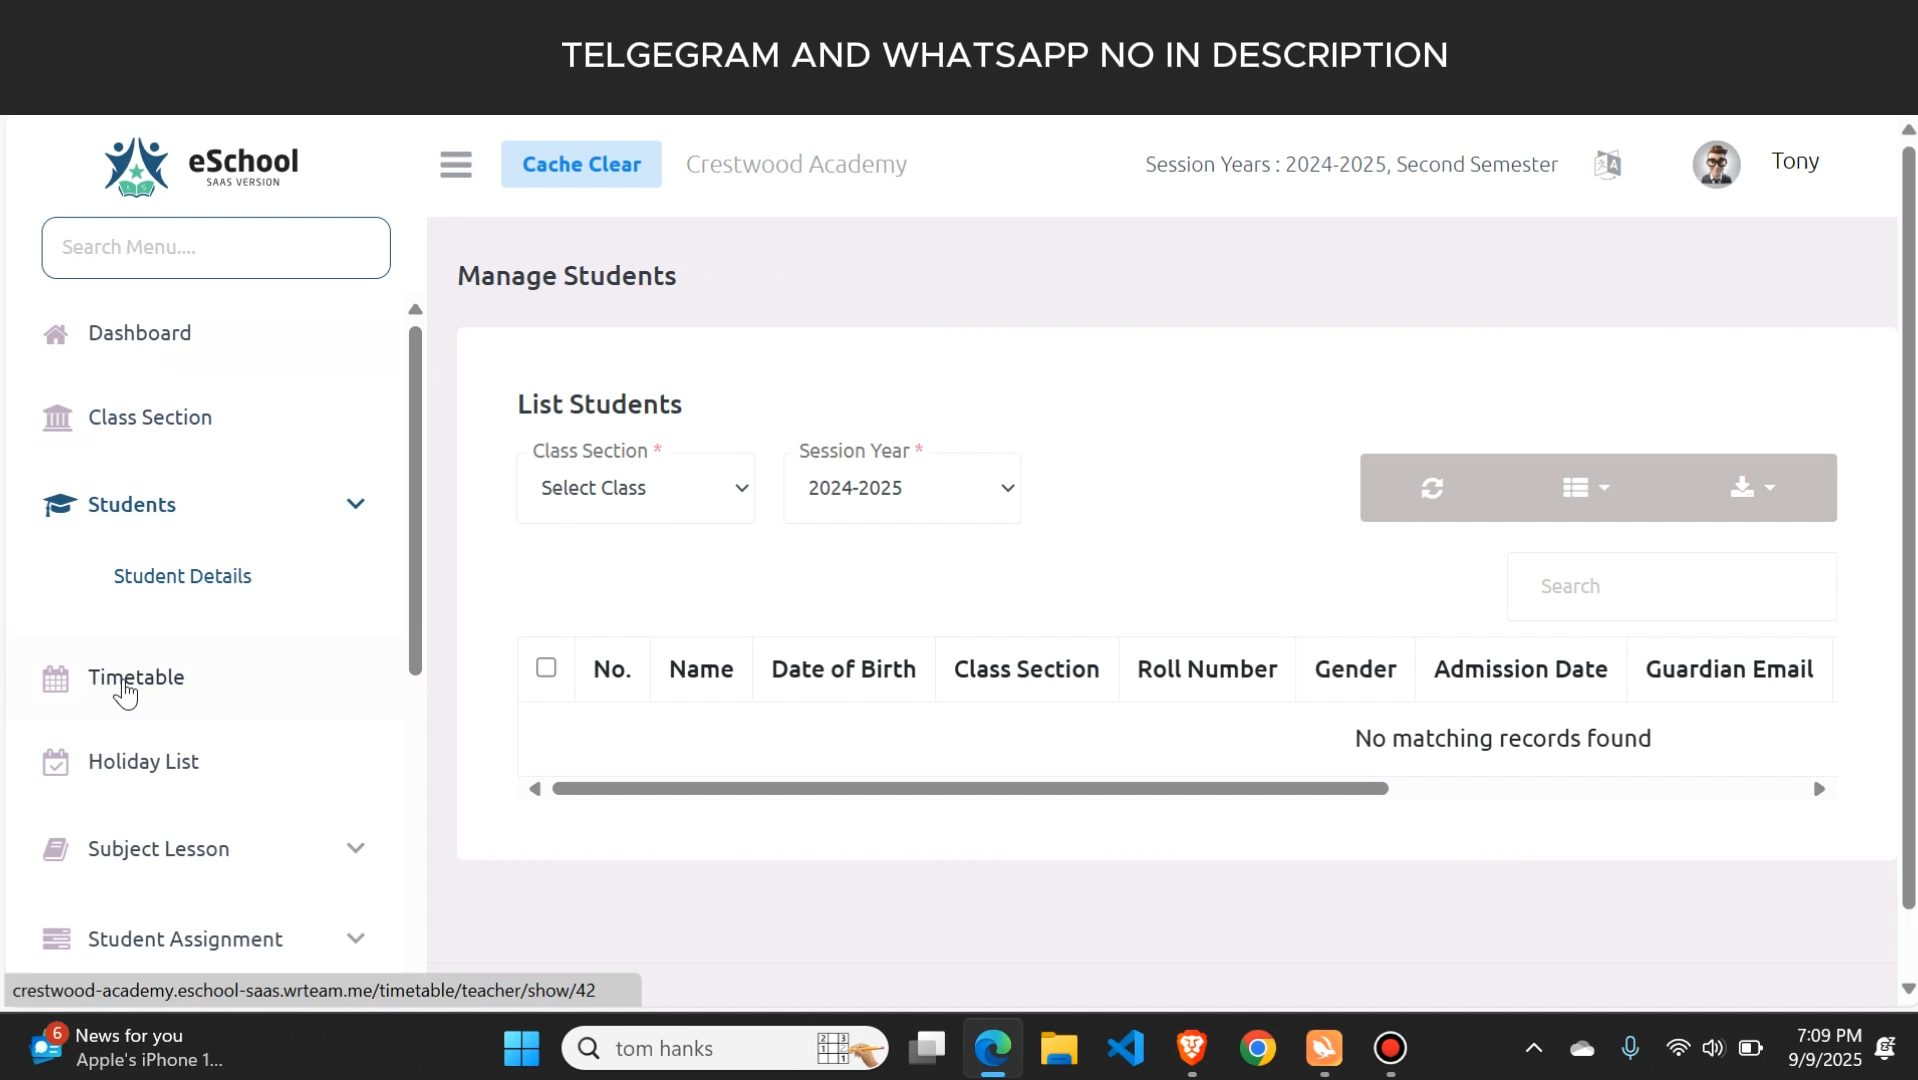 TELGEGRAM AND WHATSAPP NO IN DESCRIPTION
eSchool
SAAS VERSION
Cache Clear
Crestwood Academy
Session Years : 2024-2025, Second Semester
Tony
Search Menu....
Dashboard
Class Section
Students
Student Details
Timetable
Holiday List
Subject Lesson
Student Assignment
Manage Students
List Students
Class Section *
Select Class
Session Year *
2024-2025
Search
No. Name Date of Birth Class Section Roll Number Gender Admission Date Guardian Email
No matching records found
crestwood-academy.eschool-saas.wrteam.me/timetable/teacher/show/42
6
News for you
Apple's iPhone 1...
tom hanks
7:09 PM
9/9/2025